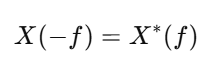 X(−f) = X*(f)